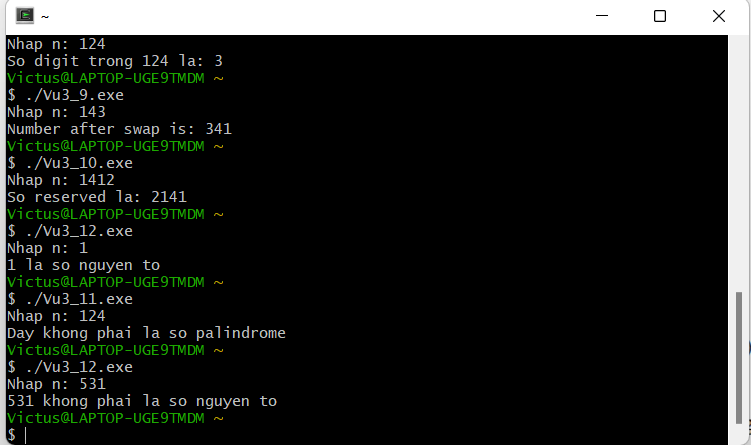 ~
Nhap n: 124
So digit trong 124 la: 3
Victus@LAPTOP-UGE9TMDM ~
$ ./Vu3_9.exe
Nhap n: 143
Number after swap is: 341
Victus@LAPTOP-UGE9TMDM ~
$ ./Vu3_10.exe
Nhap n: 1412
So reserved la: 2141
Victus@LAPTOP-UGE9TMDM ~
$ ./Vu3_12.exe
Nhap n: 1
1 la so nguyen to
Victus@LAPTOP-UGE9TMDM ~
$ ./Vu3_11.exe
Nhap n: 124
Day khong phai la so palindrome
Victus@LAPTOP-UGE9TMDM ~
$ ./Vu3_12.exe
Nhap n: 531
531 khong phai la so nguyen to
Victus@LAPTOP-UGE9TMDM ~
$